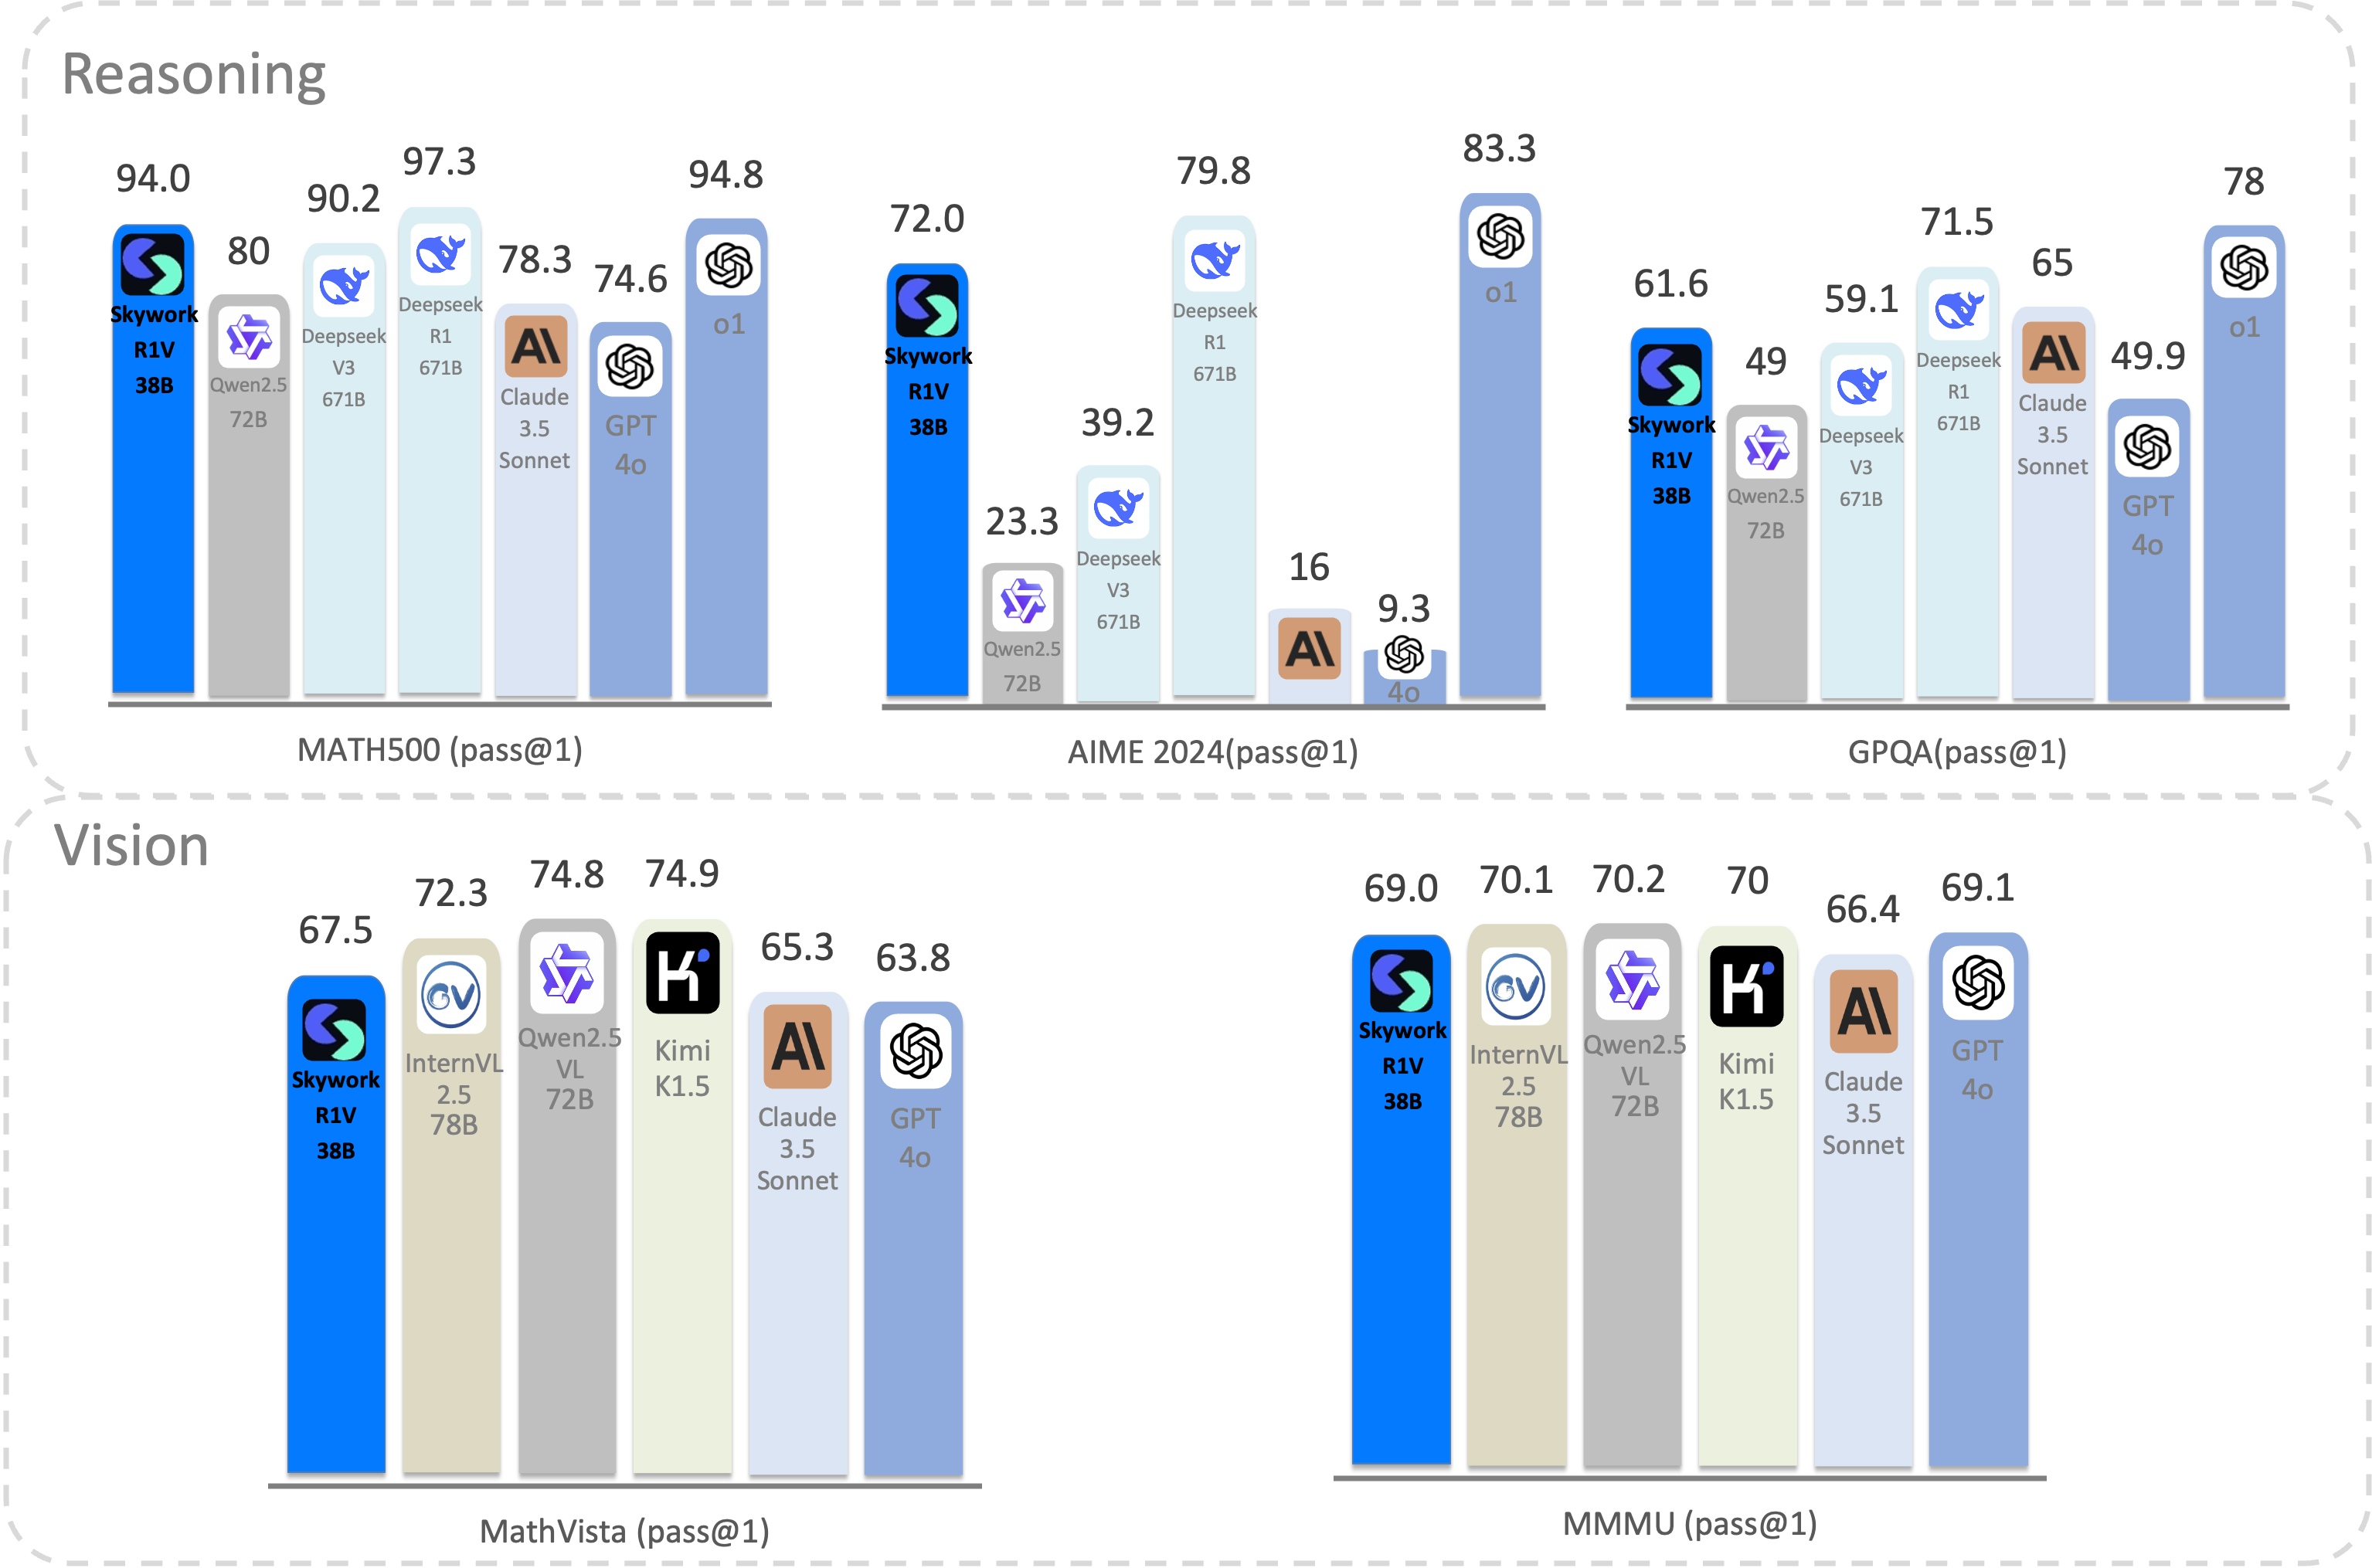 Reasoning
94.0
Skywork
R1V
38B
80
Qwen2.5
72B
90.2
Deepseek
V3
671B
97.3
Deepseek
R1
671B
78.3
Claude
3.5
Sonnet
74.6
GPT
4o
94.8
o1
MATH500 (pass@1)
72.0
Skywork
R1V
38B
23.3
Qwen2.5
72B
39.2
Deepseek
V3
671B
79.8
Deepseek
R1
671B
16
9.3
4o
83.3
o1
AIME 2024(pass@1)
61.6
Skywork
R1V
38B
49
Qwen2.5
72B
59.1
Deepseek
V3
671B
71.5
Deepseek
R1
671B
65
Claude
3.5
Sonnet
49.9
GPT
4o
78
o1
GPQA(pass@1)
Vision
67.5
Skywork
R1V
38B
72.3
InternVL
2.5
78B
74.8
Qwen2.5
VL
72B
74.9
Kimi
K1.5
65.3
Claude
3.5
Sonnet
63.8
GPT
4o
MathVista (pass@1)
69.0
Skywork
R1V
38B
70.1
InternVL
2.5
78B
70.2
Qwen2.5
VL
72B
70
Kimi
K1.5
66.4
Claude
3.5
Sonnet
69.1
GPT
4o
MMMU (pass@1)